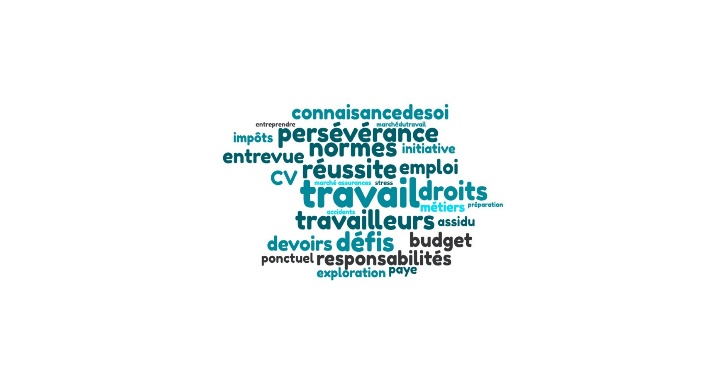 connaisancedesoi
entreprendre marchédutravail
impôts persévérance
normes initiative
entrevue
réussite emploi
CV
marché assurances stress
travail droits
métiers préparation
accidents
travailleurs assidu
devoirs défis budget
ponctuel responsabilités
exploration paye